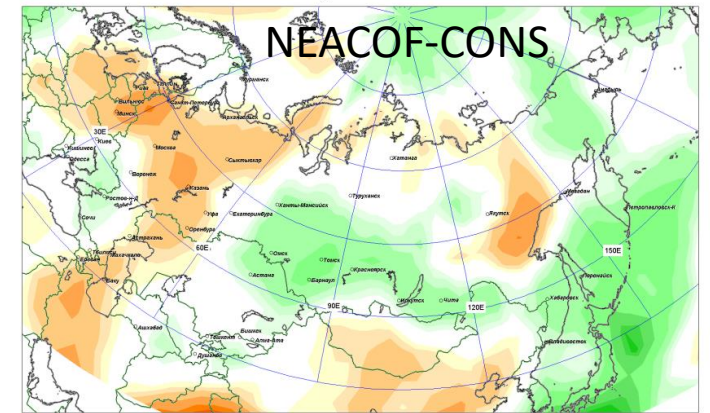 NEACOF-CONS
Мурманск
Рига
Вильнюс
Санкт-Петербург
Минск
Архангельск
30E
Киев
Москва
Кишинев
Одесса
Сыктывкар
Хатанга
Воронеж
Казань
Туруханск
Магадан
Ростов-н-Д
Ханты-Мансийск
Петропавловск-К
Уфа
Екатеринбург
Якутск
Сочи
Оренбург
Астрахань
60E
150E
Омск
Томск
Красноярск
Астана
Барнаул
Баку
Иркутск
Чита
90E
120E
Хабаровск
Ашхабад
Ташкент
Бишкек
Алма-Ата
Душанбе
Владивосток